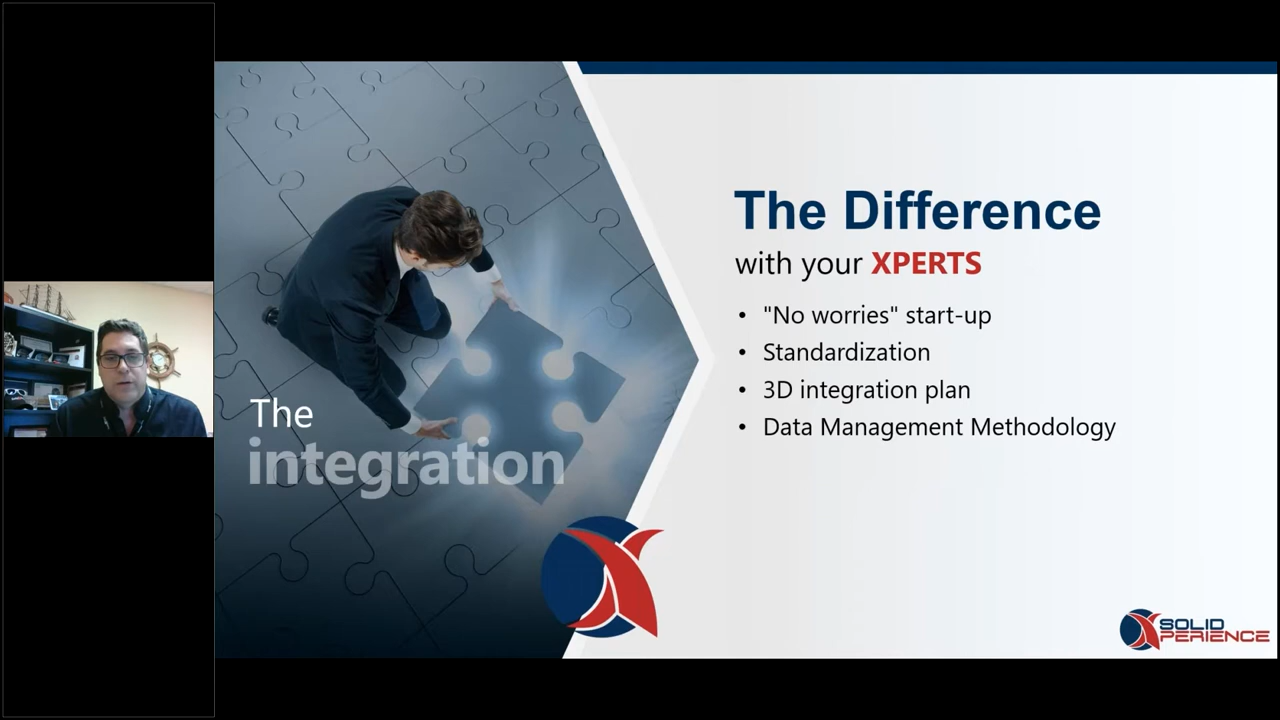 The
integration
The Difference
with your XPERTS
• "No worries" start-up
• Standardization
• 3D integration plan
• Data Management Methodology
SOLID
XPERIENCE